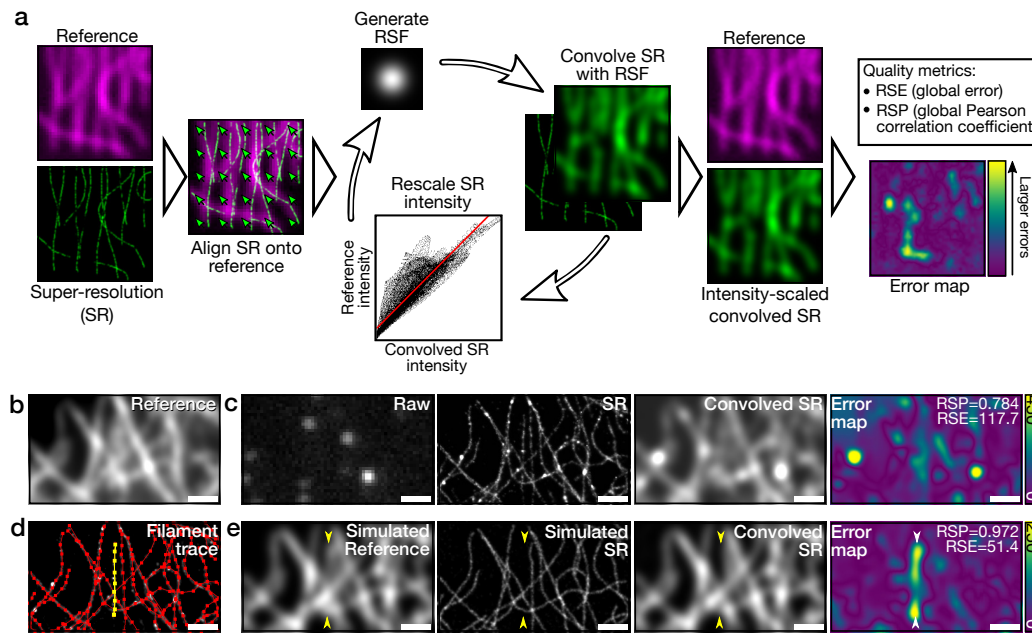 a
Reference
Super-resolution
(SR)
Align SR onto
reference
Generate
RSF
Rescale SR
intensity
Reference
intensity
Convolved SR
intensity
Convolve SR
with RSF
Reference
Intensity-scaled
convolved SR
Quality metrics:
• RSE (global error)
• RSP (global Pearson
correlation coefficient
Larger errors
Error map
b
Reference
c
Raw
SR
Convolved SR
Error
map
RSP=0.784
RSE=117.7
d
Filament
trace
e
Simulated
Reference
Simulated
SR
Convolved
SR
Error
map
RSP=0.972
RSE=51.4